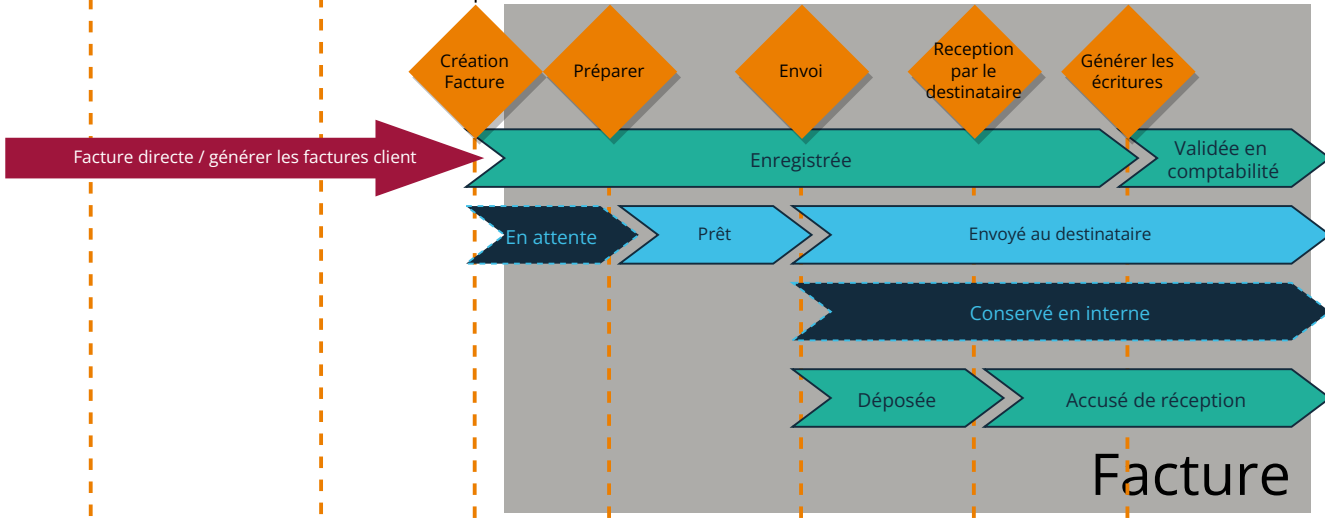 Création
Facture
Préparer
Envoi
Reception
par le
destinataire
Générer les
écritures
Facture directe / générer les factures client
Enregistrée
Validée en
comptabilité
En attente
Prêt
Envoyé au destinataire
Conservé en interne
Déposée
Accusé de réception
Facture